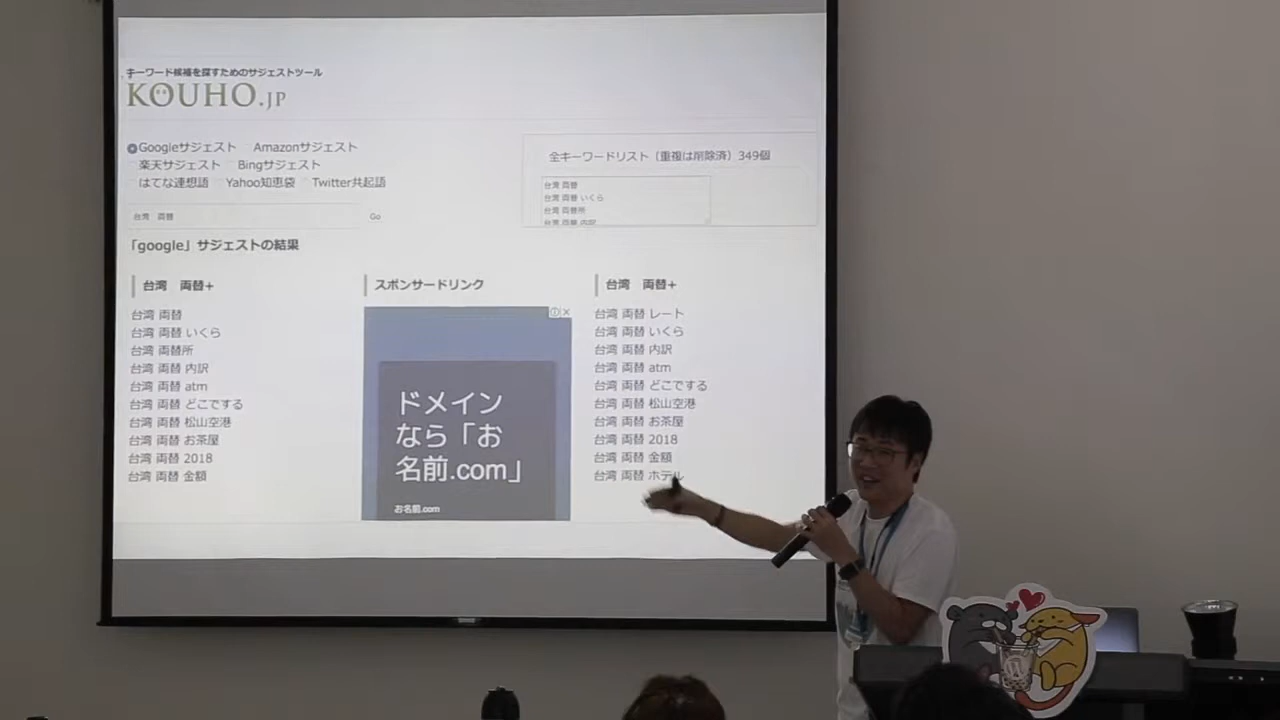 キーワード候補を探すためのサジェストツール
KOUHO.JP
Googleサジェスト Amazonサジェスト
楽天サジェスト Bingサジェスト
はてな連想語 Yahoo知恵袋 Twitter共起語
台湾 両替 Go
全キーワードリスト（重複は削除済）349個
台湾 両替
台湾 両替 いくら
台湾 両替所
台湾 両替 内訳
「google」サジェストの結果
台湾 両替+
台湾 両替
台湾 両替 いくら
台湾 両替所
台湾 両替 内訳
台湾 両替 atm
台湾 両替 どこでする
台湾 両替 松山空港
台湾 両替 お茶屋
台湾 両替 2018
台湾 両替 金額
スポンサードリンク
ドメイン
なら「お
名前.com」
お名前.com
台湾 両替+
台湾 両替 レート
台湾 両替 いくら
台湾 両替 内訳
台湾 両替 atm
台湾 両替 どこでする
台湾 両替 松山空港
台湾 両替 お茶屋
台湾 両替 2018
台湾 両替 金額
台湾 両替 ホテル